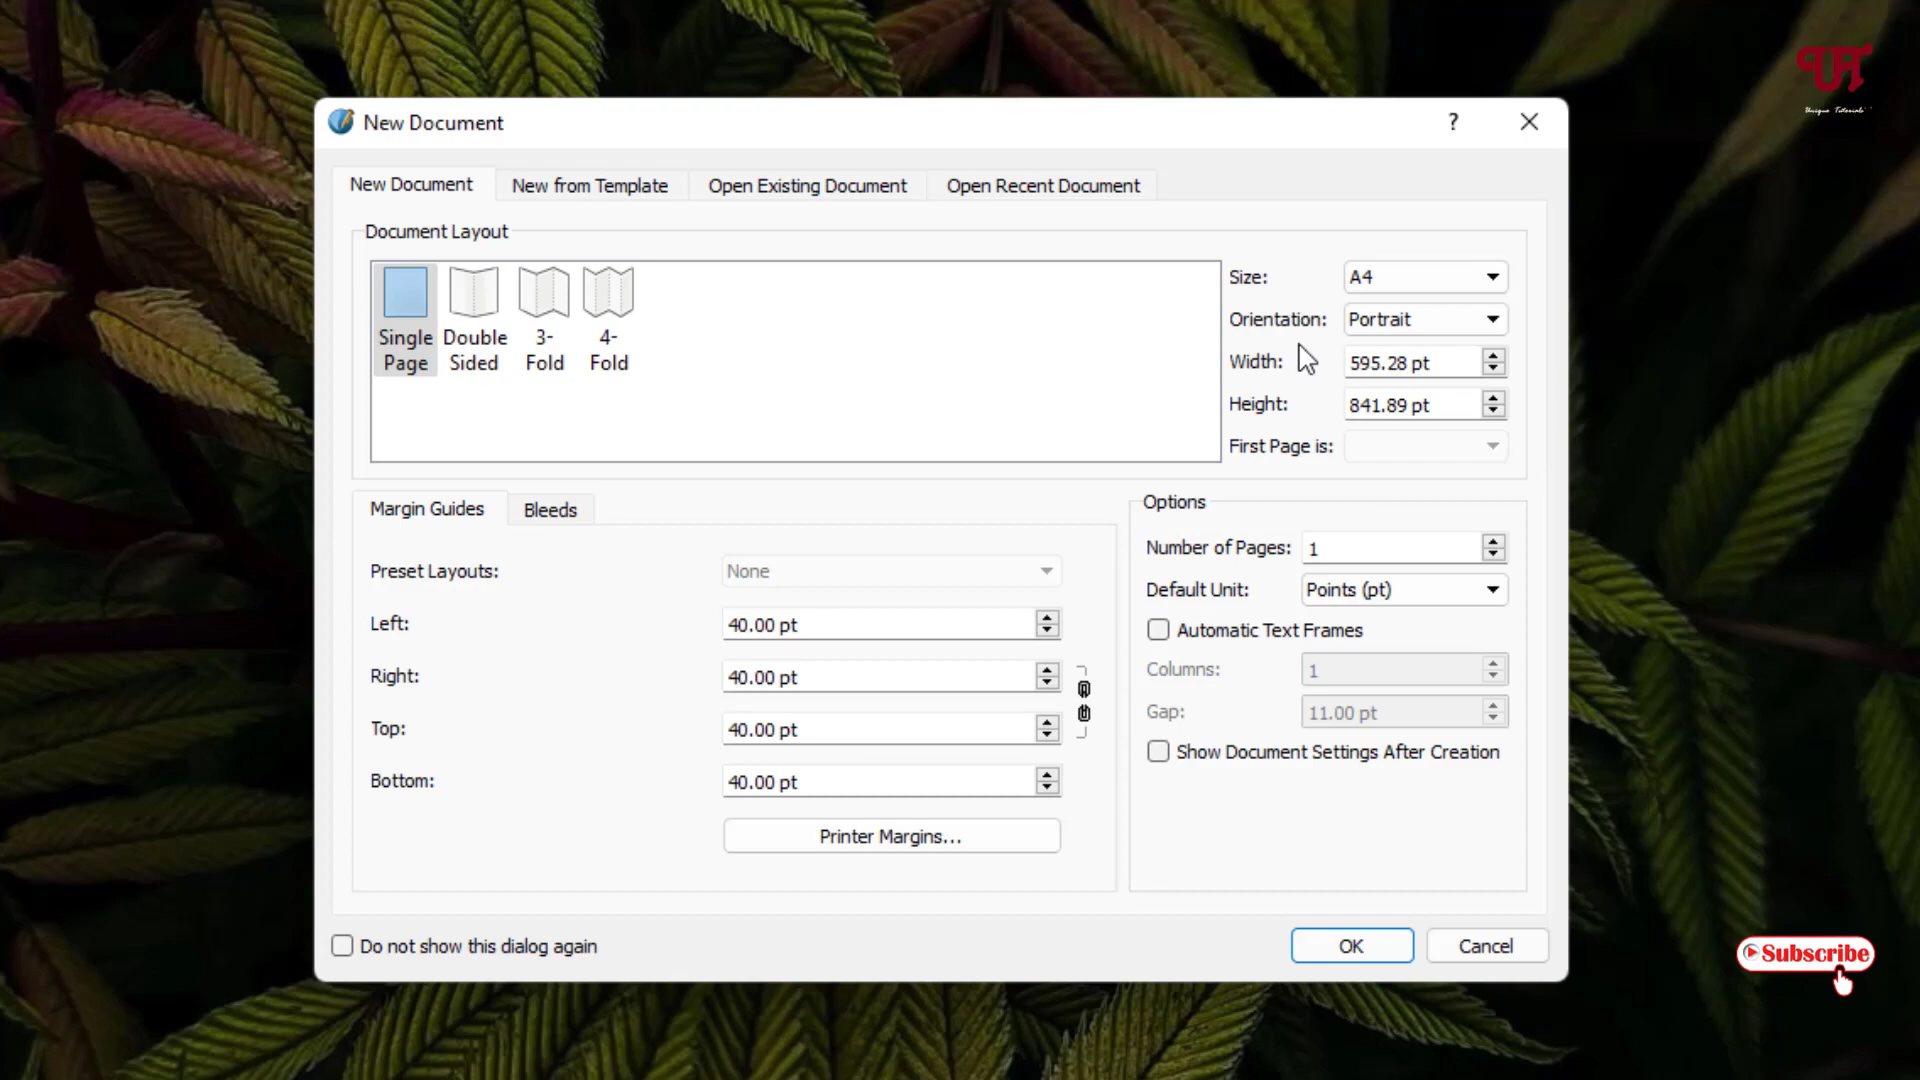 UT
Unique Tutorials
New Document
?
New Document
New from Template
Open Existing Document
Open Recent Document
Document Layout
Single Page
Double Sided
3-Fold
4-Fold
Size: A4
Orientation: Portrait
Width: 595.28 pt
Height: 841.89 pt
First Page is:
Margin Guides
Bleeds
Preset Layouts: None
Left: 40.00 pt
Right: 40.00 pt
Top: 40.00 pt
Bottom: 40.00 pt
Printer Margins...
Options
Number of Pages: 1
Default Unit: Points (pt)
Automatic Text Frames
Columns: 1
Gap: 11.00 pt
Show Document Settings After Creation
Do not show this dialog again
OK
Cancel
Subscribe